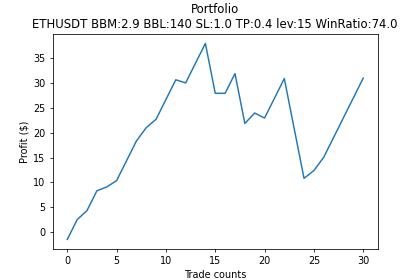 Portfolio
ETHUSDT BBM:2.9 BBL:140 SL:1.0 TP:0.4 lev:15 WinRatio:74.0
35
30
25
20
15
10
5
0
Profit ($)
0 5 10 15 20 25 30
Trade counts